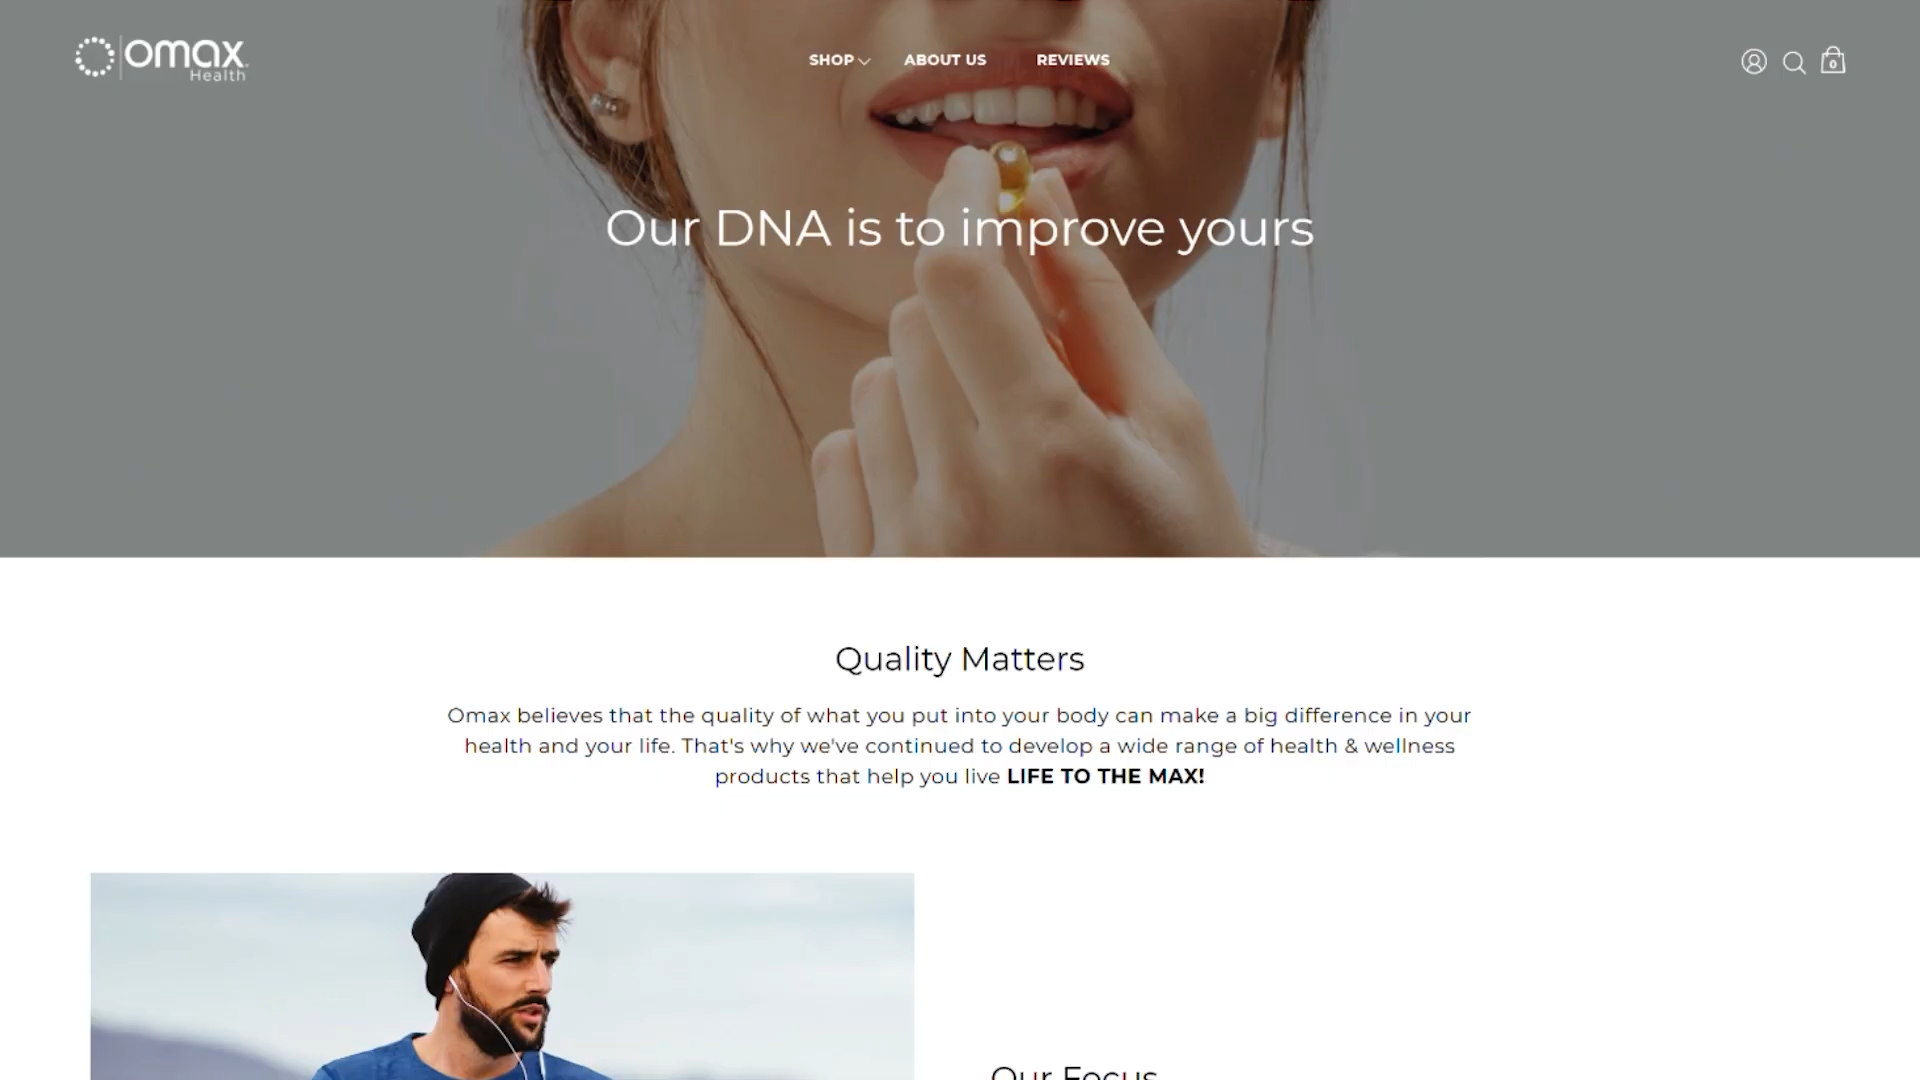 omax
Health
SHOP
ABOUT US
REVIEWS
0
Our DNA is to improve yours
Quality Matters
Omax believes that the quality of what you put into your body can make a big difference in your
health and your life. That's why we've continued to develop a wide range of health & wellness
products that help you live LIFE TO THE MAX!
Our Focus